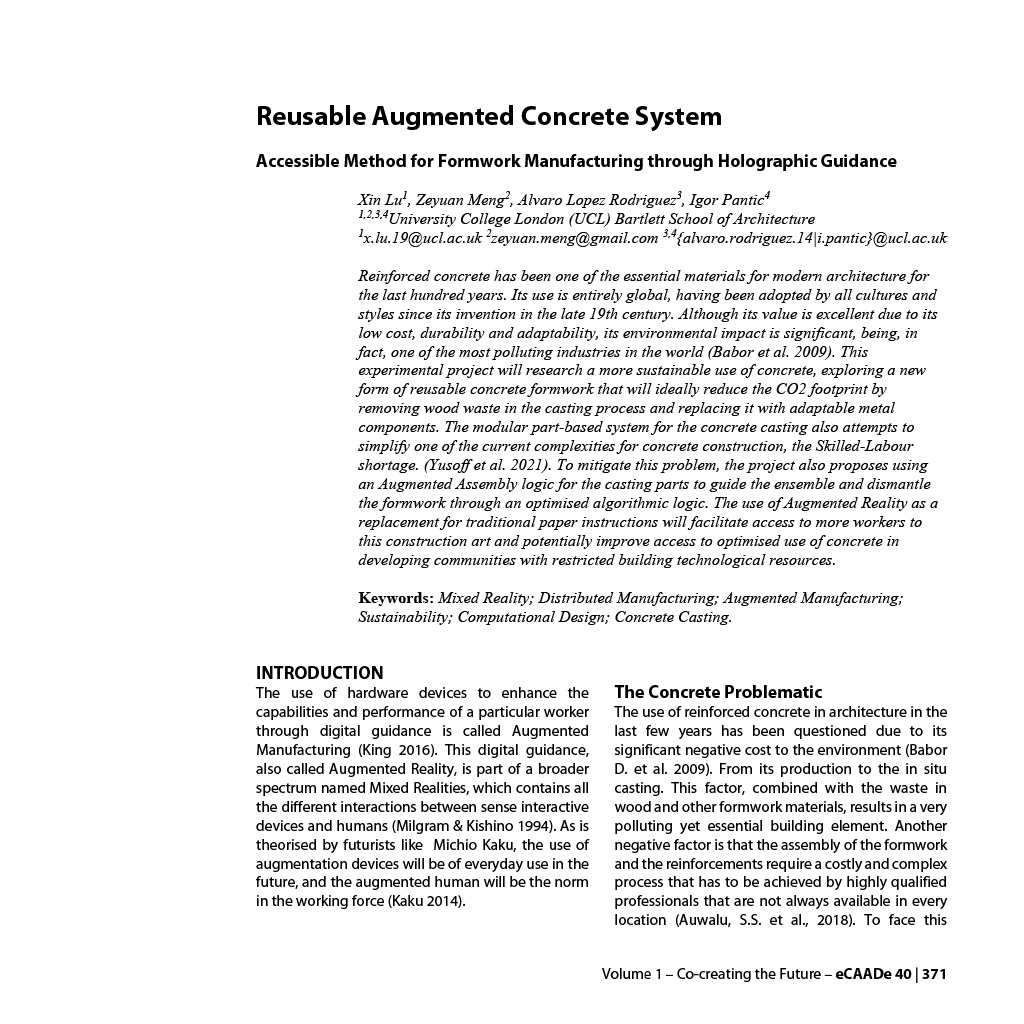 Reusable Augmented Concrete System
Accessible Method for Formwork Manufacturing through Holographic Guidance
Xin Lu1, Zeyuan Meng2, Alvaro Lopez Rodriguez3, Igor Pantic4
1,2,3,4University College London (UCL) Bartlett School of Architecture
1x.lu.19@ucl.ac.uk 2zeyuan.meng@gmail.com 3,4{alvaro.rodriguez.14|i.pantic}@ucl.ac.uk
Reinforced concrete has been one of the essential materials for modern architecture for
the last hundred years. Its use is entirely global, having been adopted by all cultures and
styles since its invention in the late 19th century. Although its value is excellent due to its
low cost, durability and adaptability, its environmental impact is significant, being, in
fact, one of the most polluting industries in the world (Babor et al. 2009). This
experimental project will research a more sustainable use of concrete, exploring a new
form of reusable concrete formwork that will ideally reduce the CO2 footprint by
removing wood waste in the casting process and replacing it with adaptable metal
components. The modular part-based system for the concrete casting also attempts to
simplify one of the current complexities for concrete construction, the Skilled-Labour
shortage. (Yusoff et al. 2021). To mitigate this problem, the project also proposes using
an Augmented Assembly logic for the casting parts to guide the ensemble and dismantle
the formwork through an optimised algorithmic logic. The use of Augmented Reality as a
replacement for traditional paper instructions will facilitate access to more workers to
this construction art and potentially improve access to optimised use of concrete in
developing communities with restricted building technological resources.
Keywords: Mixed Reality; Distributed Manufacturing; Augmented Manufacturing;
Sustainability; Computational Design; Concrete Casting.
INTRODUCTION
The use of hardware devices to enhance the
capabilities and performance of a particular worker
through digital guidance is called Augmented
Manufacturing (King 2016). This digital guidance,
also called Augmented Reality, is part of a broader
spectrum named Mixed Realities, which contains all
the different interactions between sense interactive
devices and humans (Milgram & Kishino 1994). As is
theorised by futurists like Michio Kaku, the use of
augmentation devices will be of everyday use in the
future, and the augmented human will be the norm
in the working force (Kaku 2014).
The Concrete Problematic
The use of reinforced concrete in architecture in the
last few years has been questioned due to its
significant negative cost to the environment (Babor
D. et al. 2009). From its production to the in situ
casting. This factor, combined with the waste in
wood and other formwork materials, results in a very
polluting yet essential building element. Another
negative factor is that the assembly of the formwork
and the reinforcements require a costly and complex
process that has to be achieved by highly qualified
professionals that are not always available in every
location (Auwalu, S.S. et al., 2018). To face this
Volume 1 – Co-creating the Future – eCAADe 40 | 371